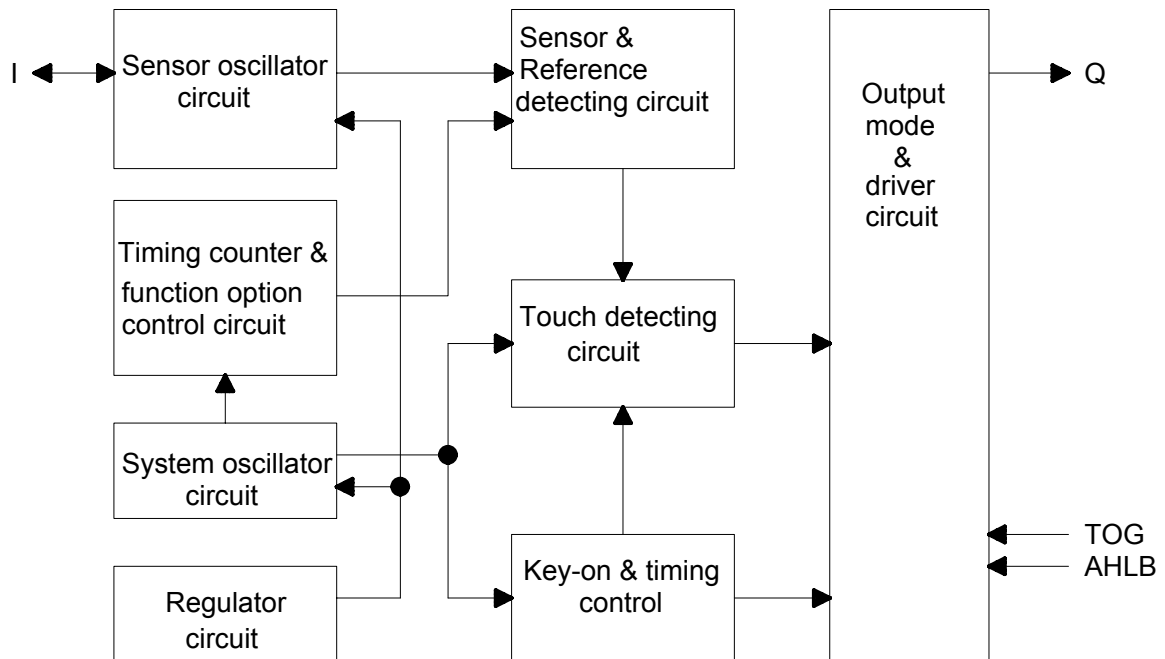 I
Sensor oscillator
circuit
Sensor &
Reference
detecting circuit
Output
mode
&
driver
circuit
Q
Timing counter &
function option
control circuit
Touch detecting
circuit
System oscillator
circuit
Regulator
circuit
Key-on & timing
control
TOG
AHLB